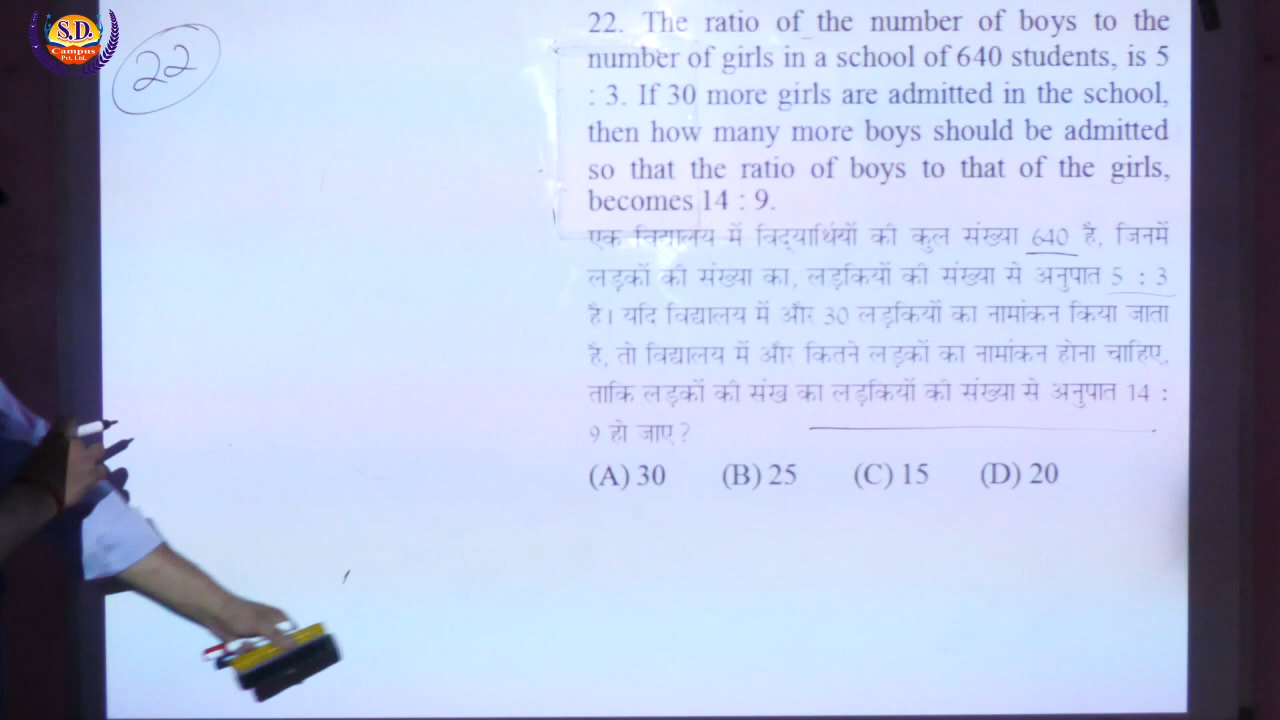 S.D.
Campus
Pvt. Ltd.
22
22. The ratio of the number of boys to the
number of girls in a school of 640 students, is 5
: 3. If 30 more girls are admitted in the school,
then how many more boys should be admitted
so that the ratio of boys to that of the girls,
becomes 14 : 9.
एक विद्यालय में विद्यार्थियों की कुल संख्या 640 है, जिनमें
लड़कों की संख्या का, लड़कियों की संख्या से अनुपात 5 : 3
है। यदि विद्यालय में और 30 लड़कियों का नामांकन किया जाता
है, तो विद्यालय में और कितने लड़कों का नामांकन होना चाहिए,
ताकि लड़कों की संख का लड़कियों की संख्या से अनुपात 14 :
9 हो जाए ?
(A) 30 (B) 25 (C) 15 (D) 20